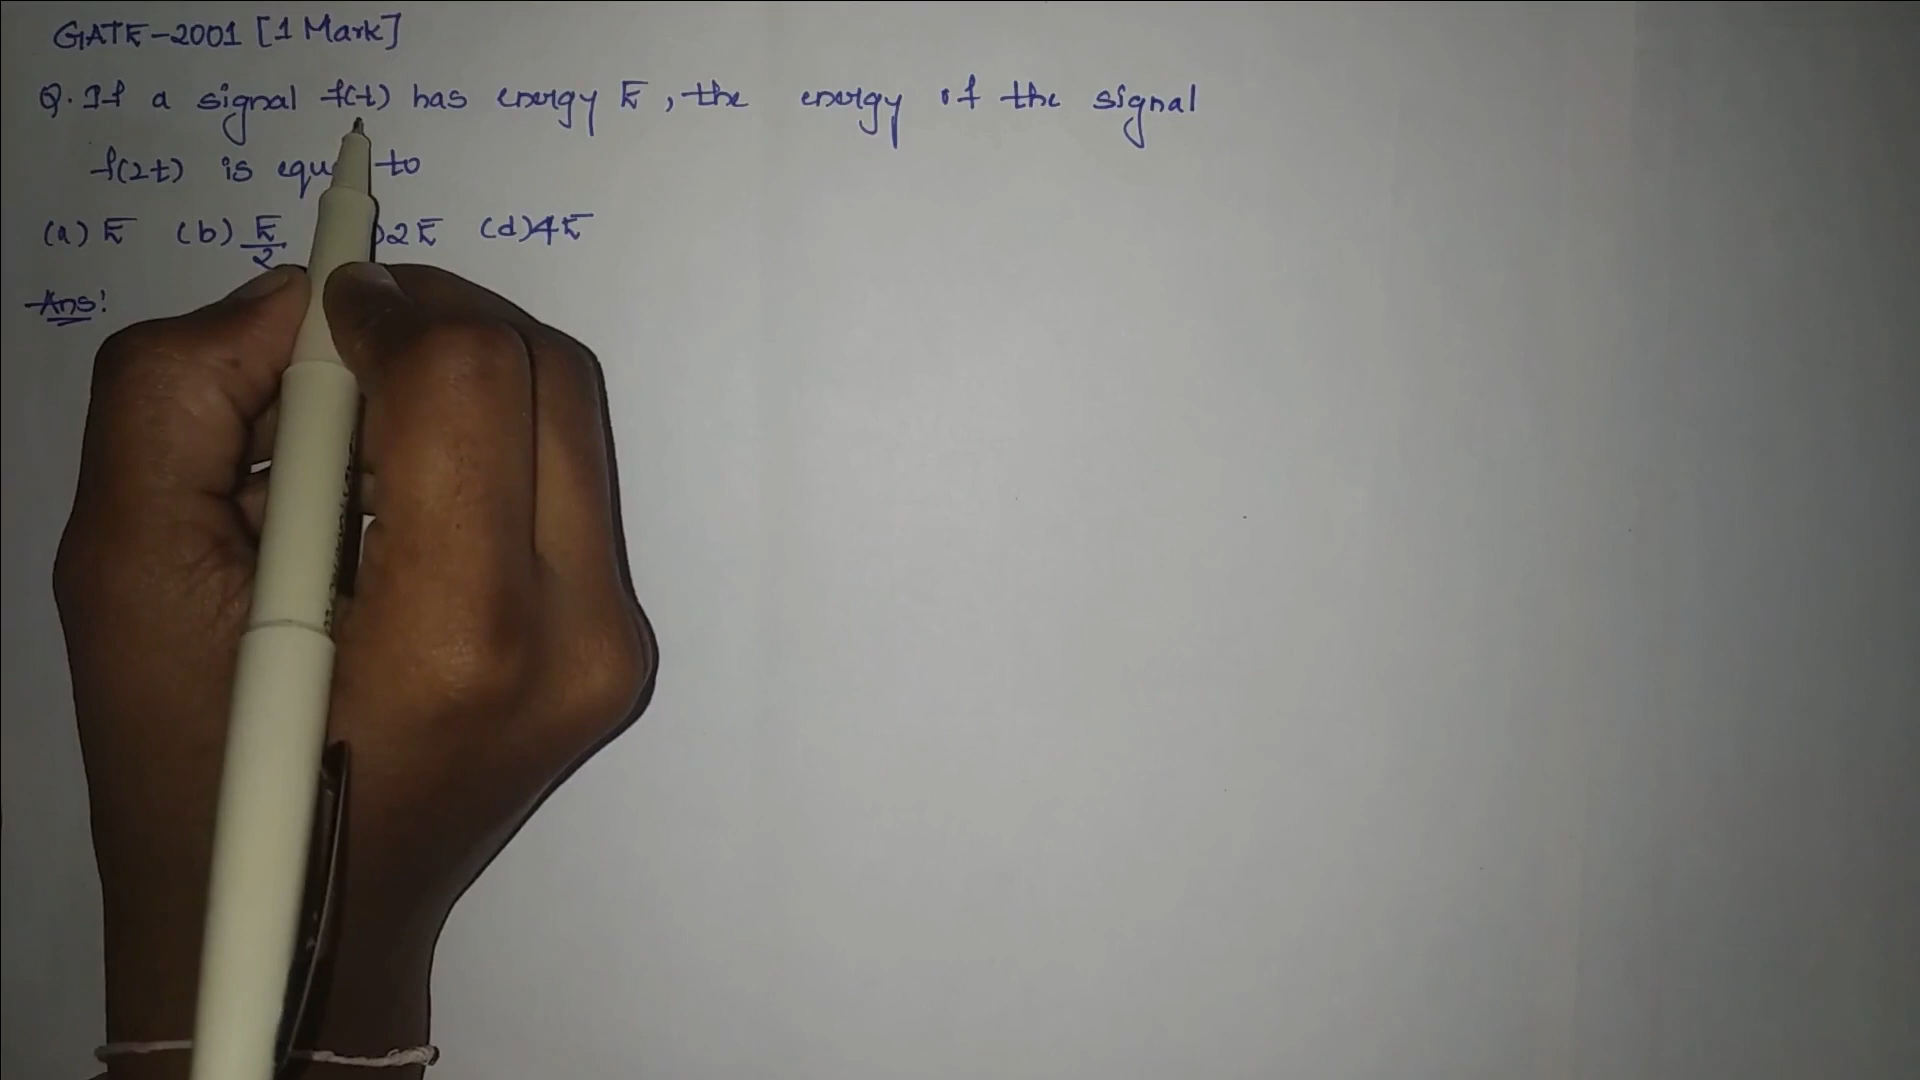 GATE-2001 [1 Mark]
Q. If a signal f(t) has energy E, the energy of the signal
f(2t) is to
(a) E (b) E/2 2E (d) 4E
Ans: